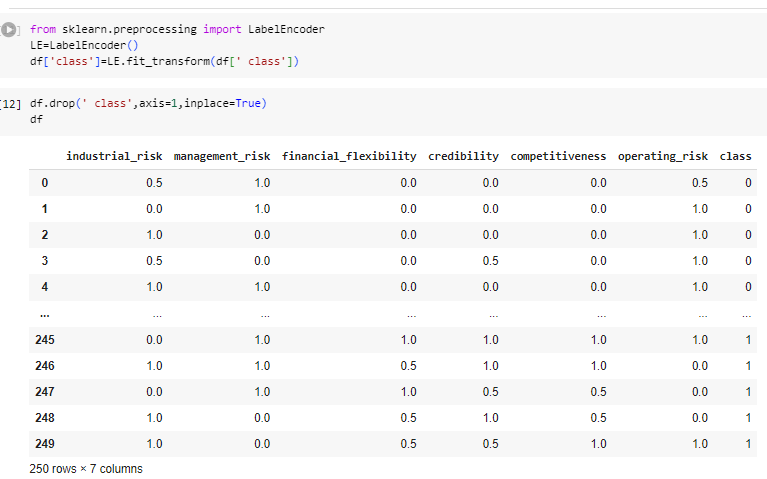 from sklearn.preprocessing import LabelEncoder
LE=LabelEncoder()
df['class']=LE.fit_transform(df[' class'])
[12] df.drop(' class',axis=1,inplace=True)
df
industrial_risk management_risk financial_flexibility credibility competitiveness operating_risk class
0 0.5 1.0 0.0 0.0 0.0 0.5 0
1 0.0 1.0 0.0 0.0 0.0 1.0 0
2 1.0 0.0 0.0 0.0 0.0 1.0 0
3 0.5 0.0 0.0 0.5 0.0 1.0 0
4 1.0 1.0 0.0 0.0 0.0 1.0 0
... ... ... ... ... ... ... ...
245 0.0 1.0 1.0 1.0 1.0 1.0 1
246 1.0 1.0 0.5 1.0 1.0 0.0 1
247 0.0 1.0 1.0 0.5 0.5 0.0 1
248 1.0 0.0 0.5 1.0 0.5 0.0 1
249 1.0 0.0 0.5 0.5 1.0 1.0 1
250 rows × 7 columns